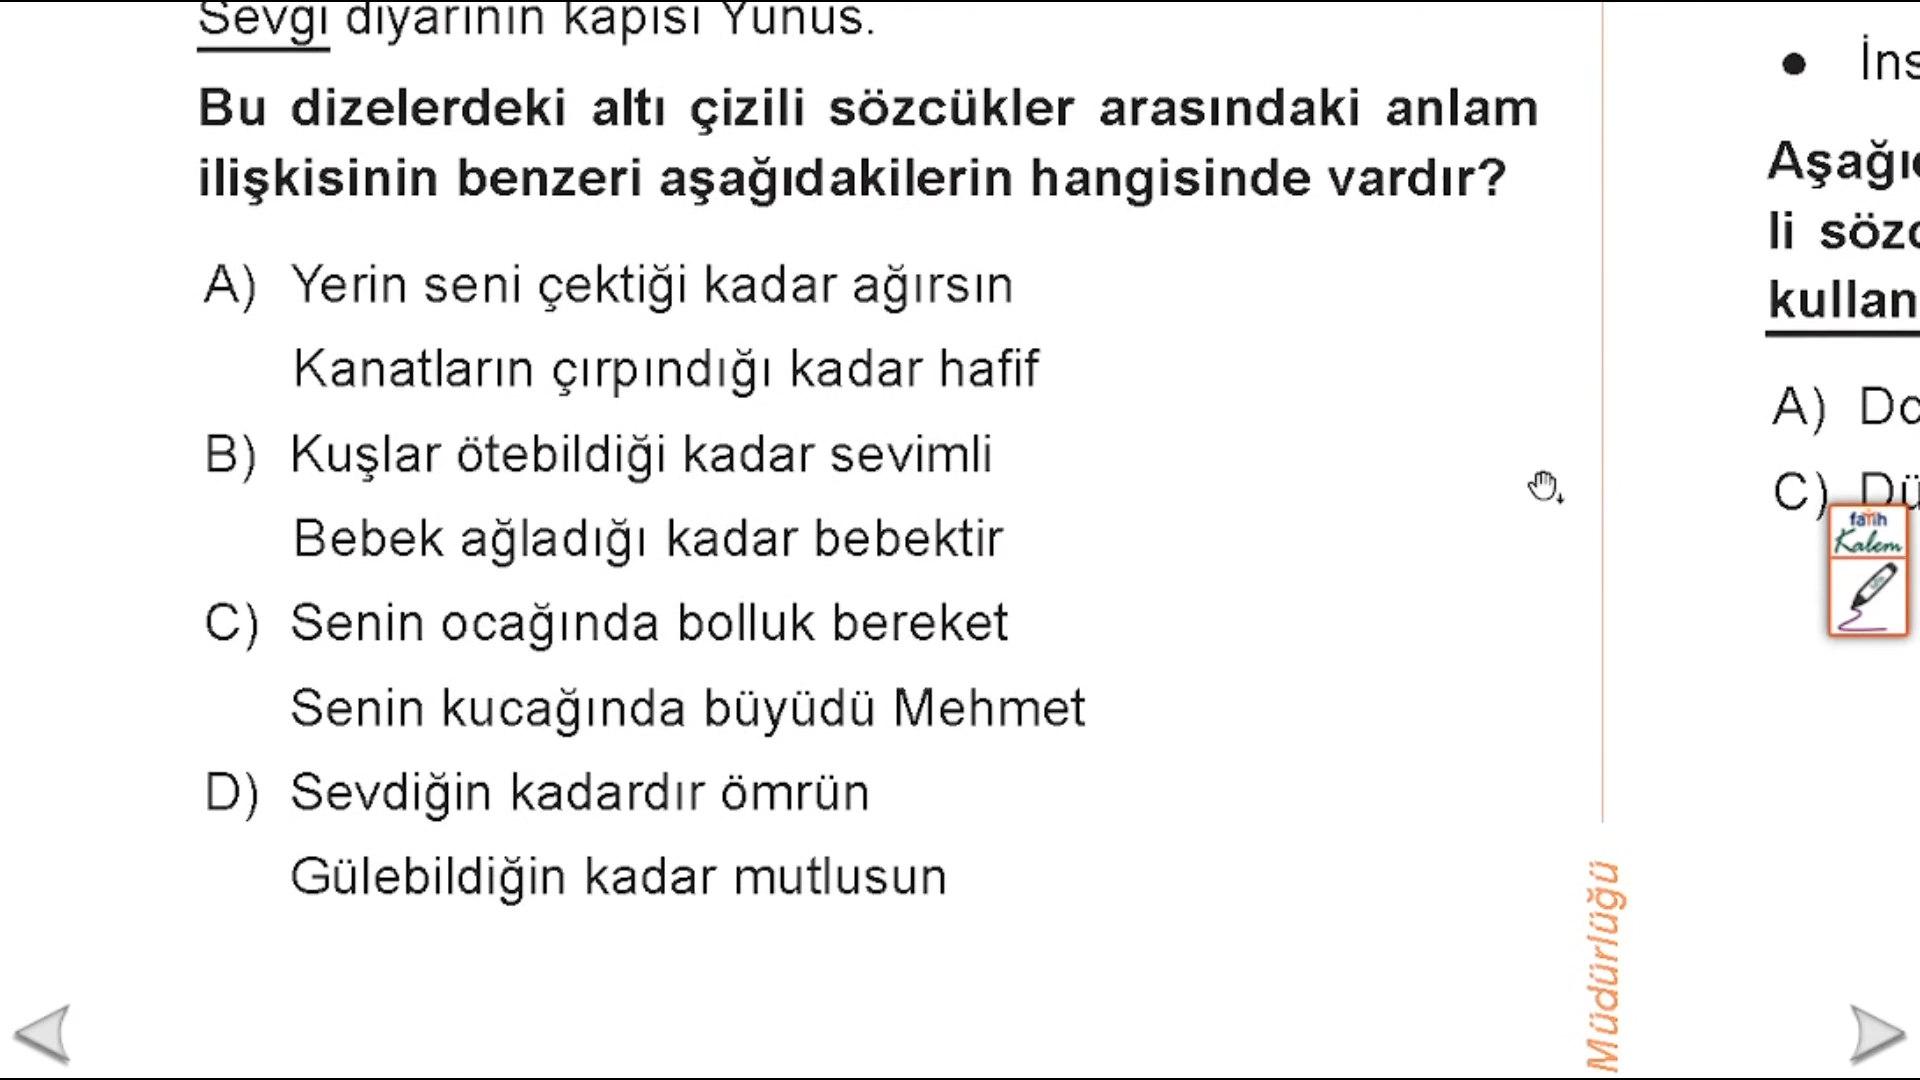 Sevgi diyarının kapısı Yunus.
Bu dizelerdeki altı çizili sözcükler arasındaki anlam
ilişkisinin benzeri aşağıdakilerin hangisinde vardır?
A) Yerin seni çektiği kadar ağırsın
Kanatların çırpındığı kadar hafif
B) Kuşlar ötebildiği kadar sevimli
Bebek ağladığı kadar bebektir
C) Senin ocağında bolluk bereket
Senin kucağında büyüdü Mehmet
D) Sevdiğin kadardır ömrün
Gülebildiğin kadar mutlusun
Müdürlüğü
• İns
Aşağı
li söz
kullan
A) Do
C) Dü
fatih
Kalem